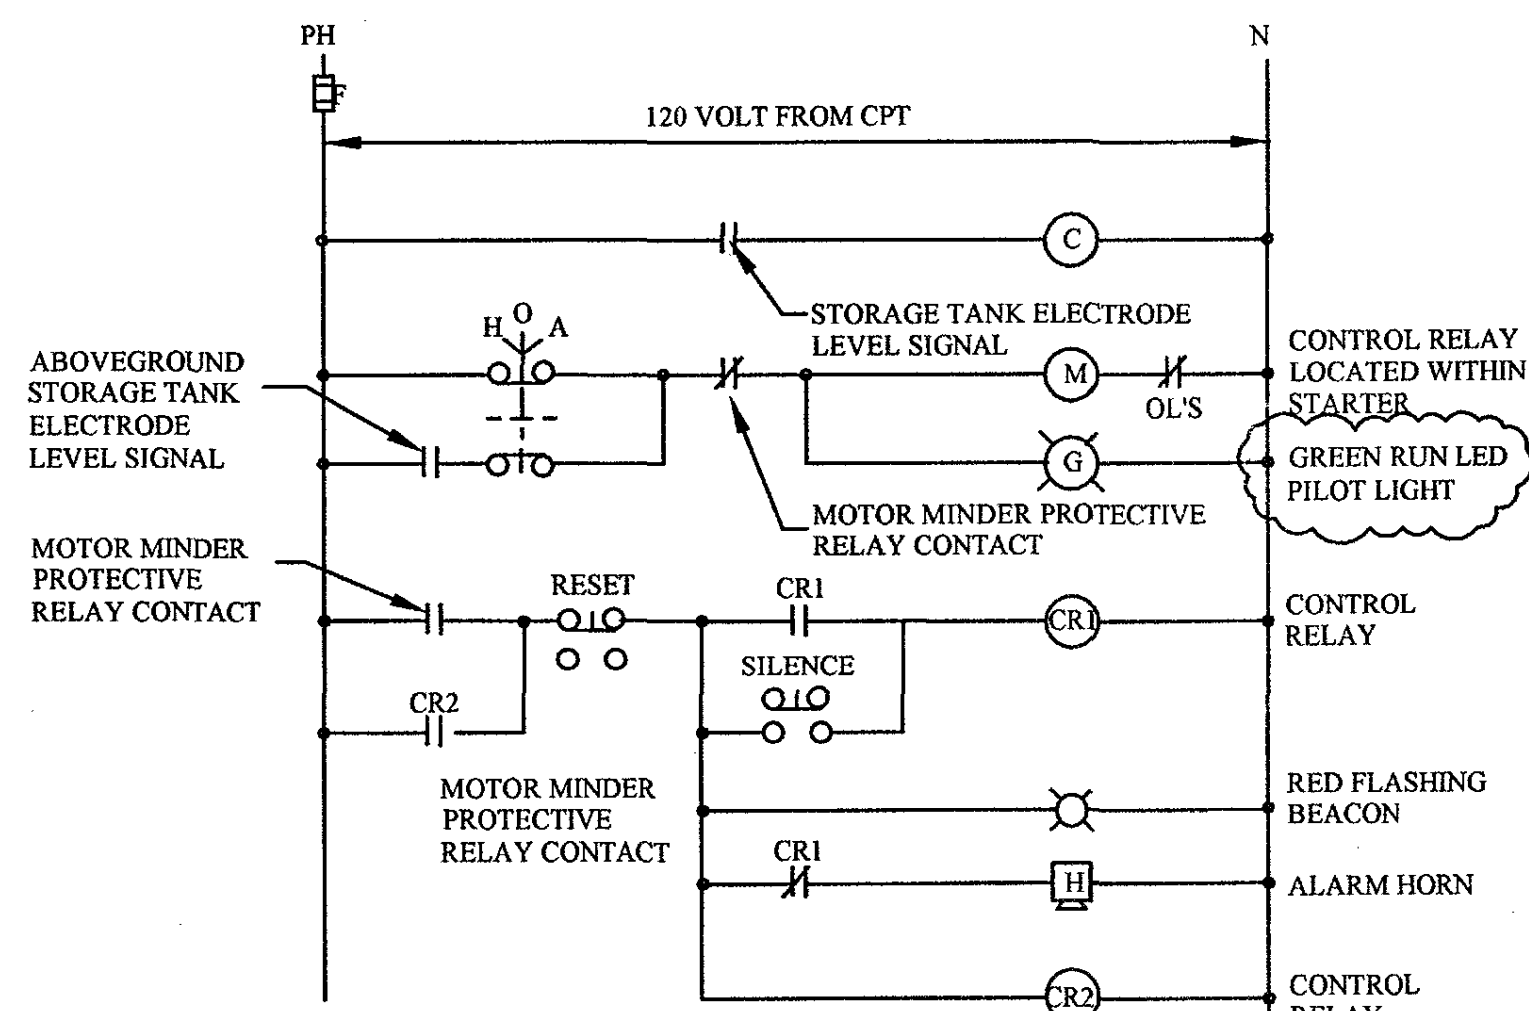 PH
N
F
120 VOLT FROM CPT
C
STORAGE TANK ELECTRODE
LEVEL SIGNAL
H O A
ABOVEGROUND
STORAGE TANK
ELECTRODE
LEVEL SIGNAL
M
OL'S
CONTROL RELAY
LOCATED WITHIN
STARTER
G
GREEN RUN LED
PILOT LIGHT
MOTOR MINDER PROTECTIVE
RELAY CONTACT
MOTOR MINDER
PROTECTIVE
RELAY CONTACT
RESET
CR1
CR1
CONTROL
RELAY
SILENCE
CR2
MOTOR MINDER
PROTECTIVE
RELAY CONTACT
RED FLASHING
BEACON
CR1
H
ALARM HORN
CR2
CONTROL
RELAY